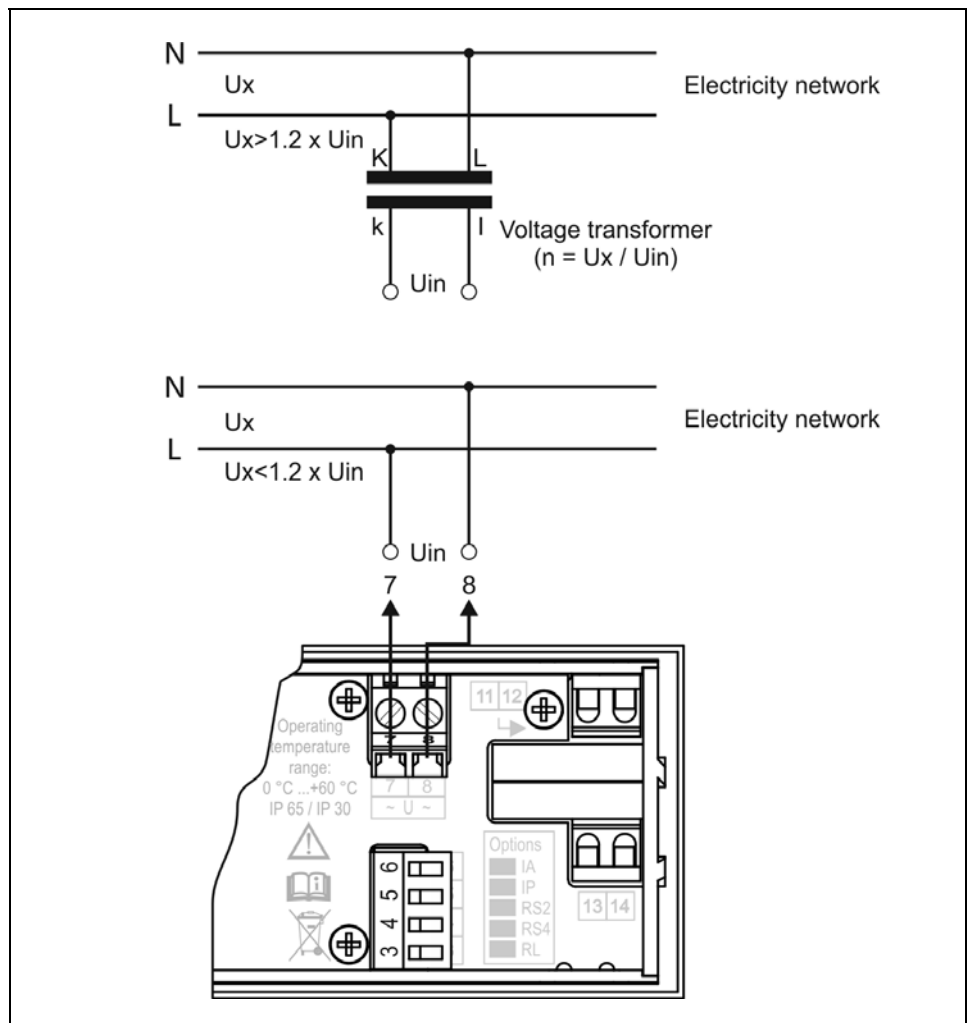 N
Ux
Electricity network
L
Ux>1.2 x Uin
K L
k l
Voltage transformer
(n = Ux / Uin)
Uin
N
Ux
Electricity network
L
Ux<1.2 x Uin
Uin
7 8
11 12
Operating
temperature
range:
0 °C ...+60 °C
IP 65 / IP 30
7 8
7 8
~ U ~
6
5
4
3
Options
IA
IP
RS2
RS4
RL
13 14